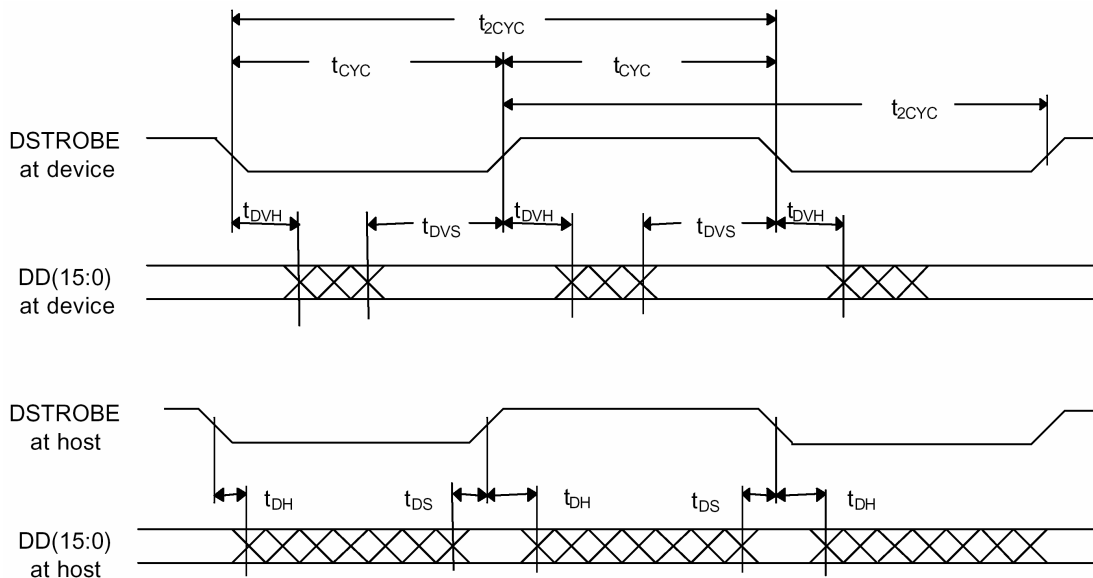 t2CYC
tCYC
tCYC
t2CYC
DSTROBE
at device
tDVH
tDVS
tDVH
tDVS
tDVH
DD(15:0)
at device
DSTROBE
at host
tDH
tDS
tDH
tDS
tDH
DD(15:0)
at host